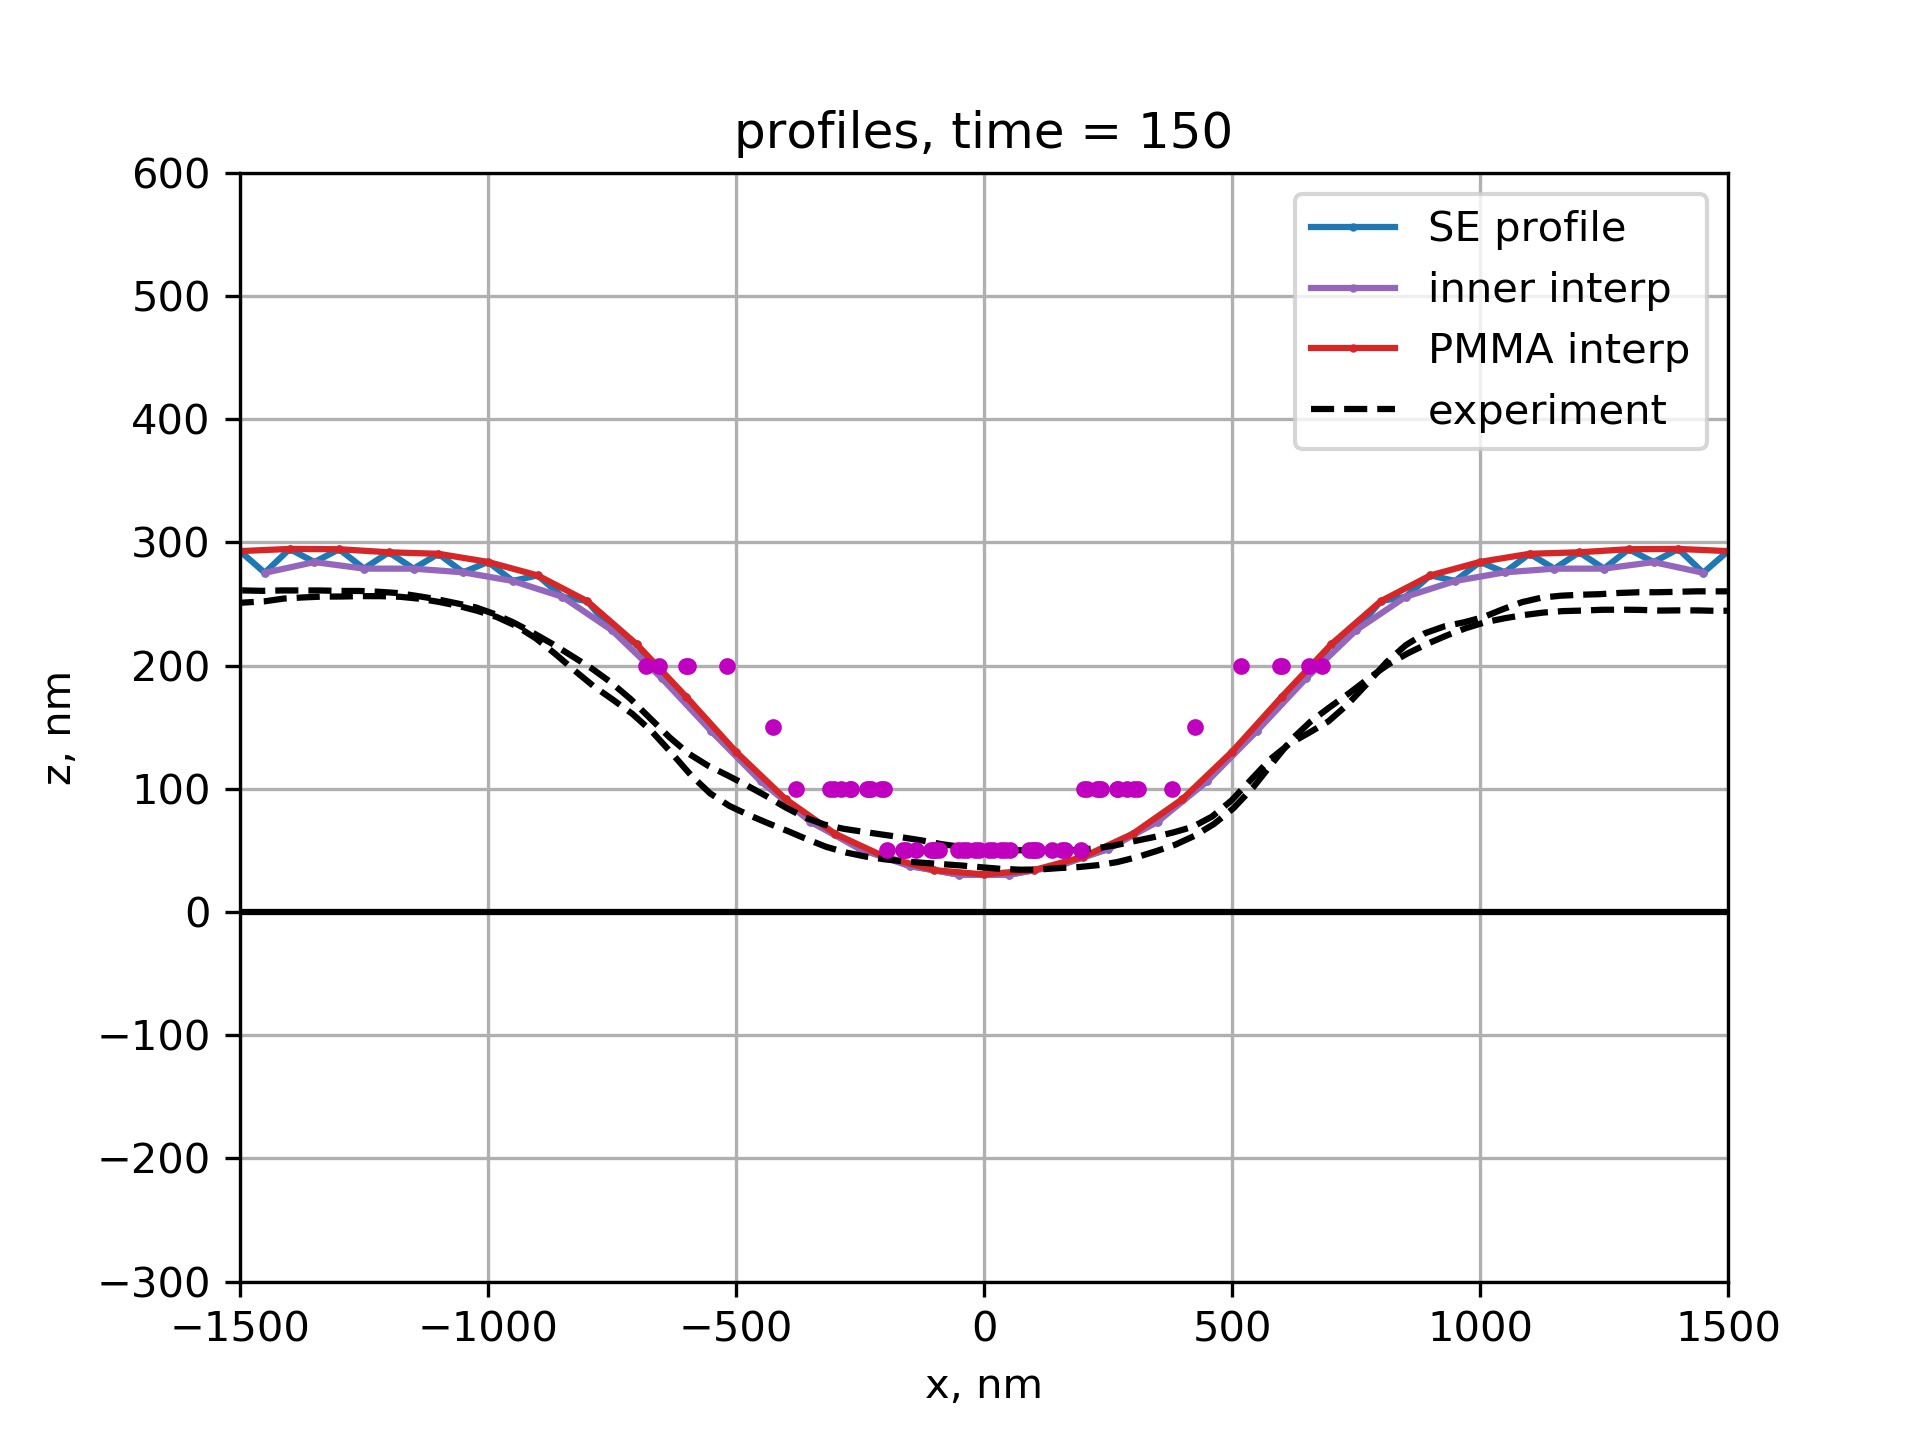 profiles, time = 150
600
500
400
300
200
100
0
−100
−200
−300
z, nm
SE profile
inner interp
PMMA interp
experiment
−1500 −1000 −500 0 500 1000 1500
x, nm